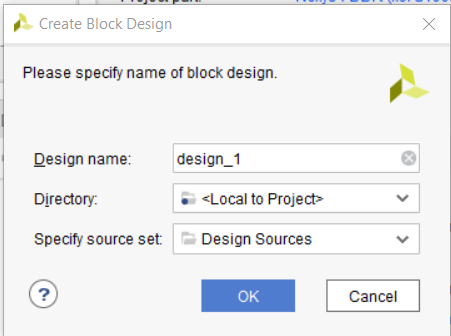 Create Block Design
Please specify name of block design.
Design name: design_1
Directory: <Local to Project>
Specify source set: Design Sources
?
OK
Cancel